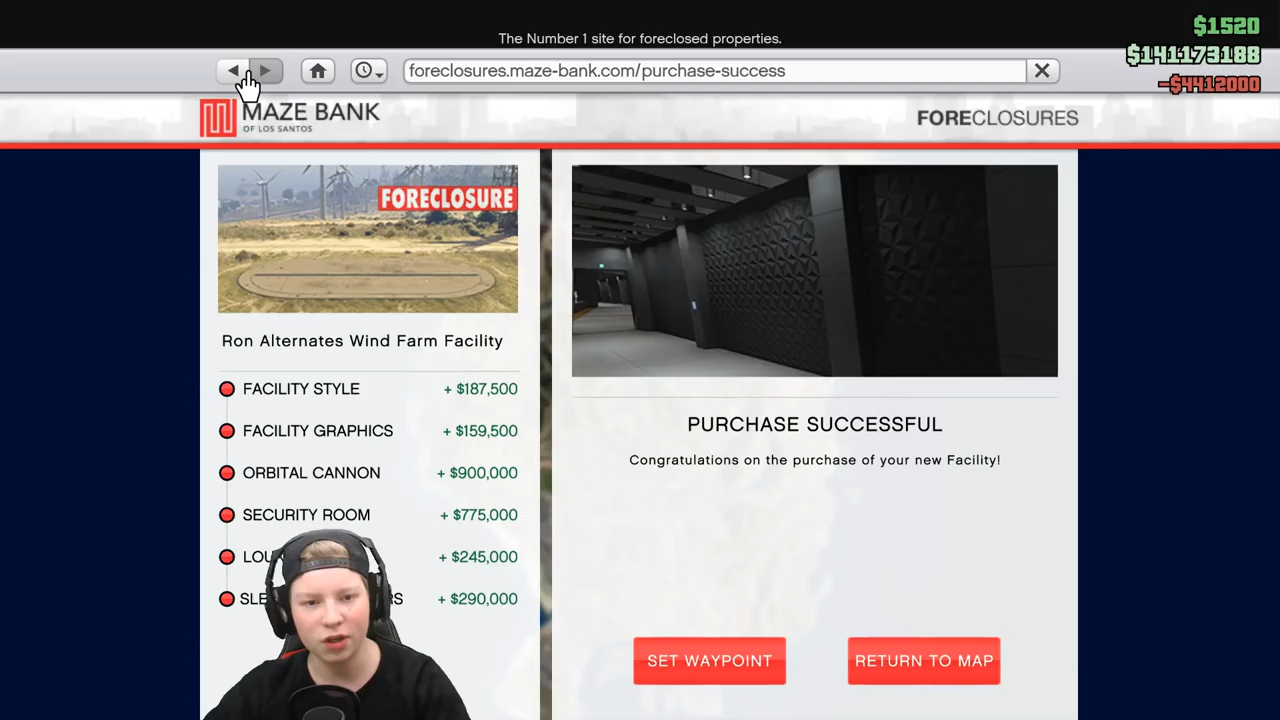 The Number 1 site for foreclosed properties.
$1520
$141173188
-$4412000
foreclosures.maze-bank.com/purchase-success
MAZE BANK
OF LOS SANTOS
FORECLOSURES
FORECLOSURE
Ron Alternates Wind Farm Facility
FACILITY STYLE + $187,500
FACILITY GRAPHICS + $159,500
ORBITAL CANNON + $900,000
SECURITY ROOM + $775,000
+ $245,000
+ $290,000
PURCHASE SUCCESSFUL
Congratulations on the purchase of your new Facility!
SET WAYPOINT
RETURN TO MAP